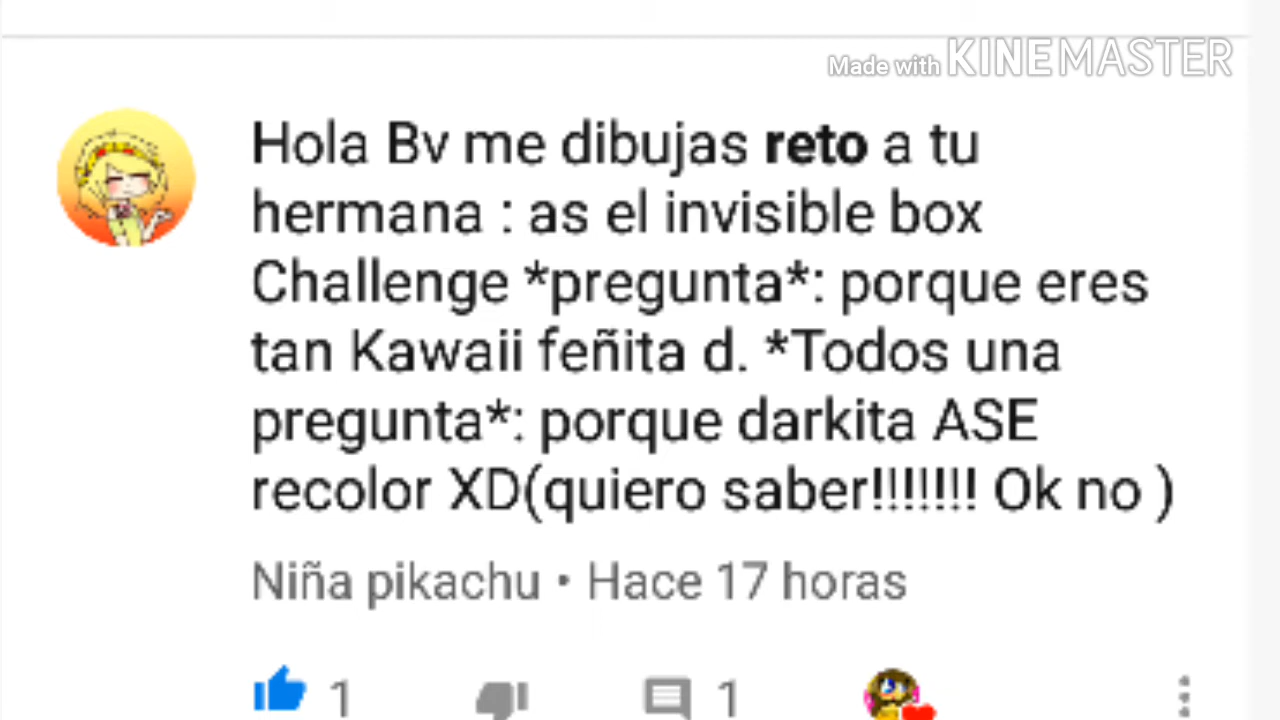 Made with KINEMASTER
Hola Bv me dibujas reto a tu
hermana : as el invisible box
Challenge *pregunta*: porque eres
tan Kawaii feñita d. *Todos una
pregunta*: porque darkita ASE
recolor XD(quiero saber!!!!!!! Ok no )
Niña pikachu • Hace 17 horas
1 1